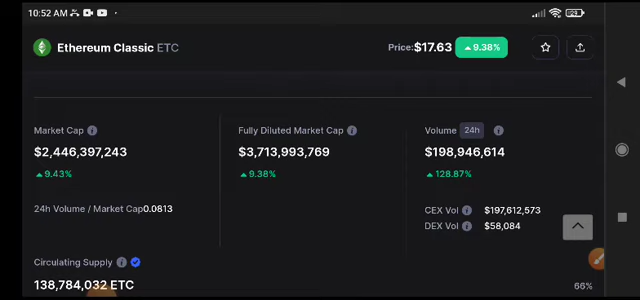 10:52 AM
Ethereum Classic ETC Price:$17.63 9.38%
Market Cap Fully Diluted Market Cap Volume 24h
$2,446,397,243 $3,713,993,769 $198,946,614
9.43% 9.38% 128.87%
24h Volume / Market Cap0.0813 CEX Vol $197,612,573
DEX Vol $58,084
Circulating Supply
138,784,032 ETC 66%